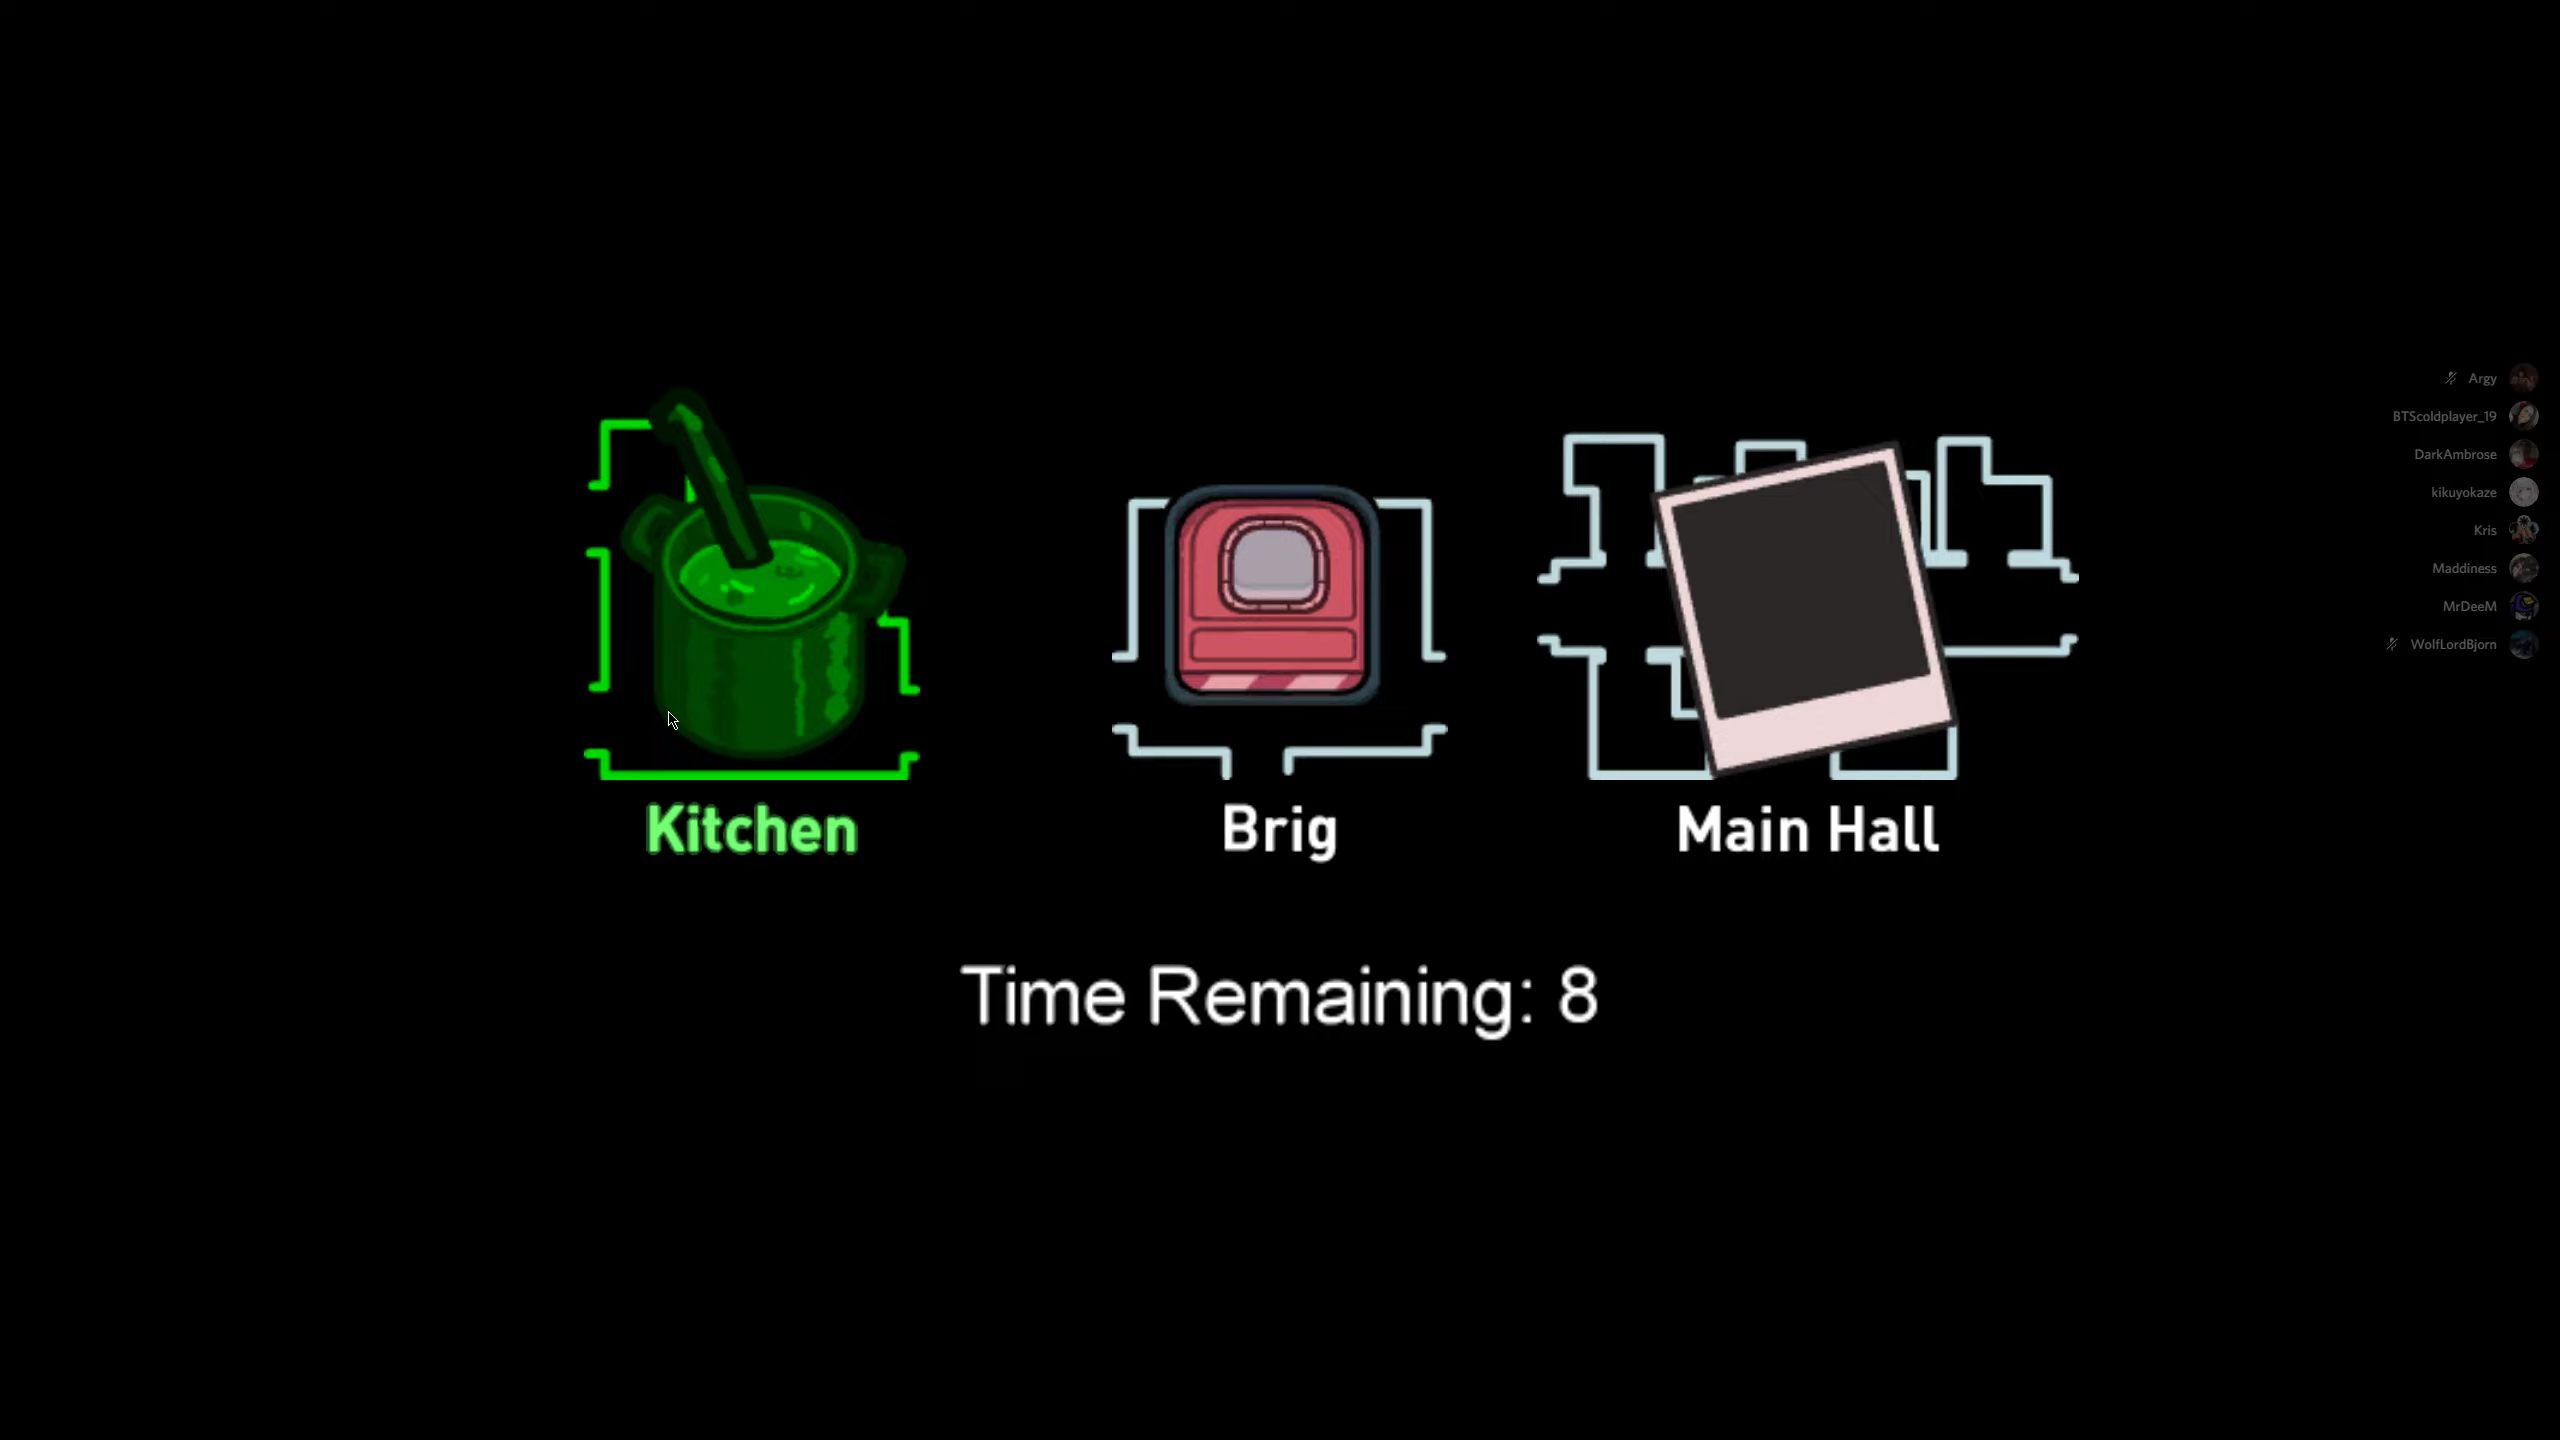 Kitchen
Brig
Main Hall
Time Remaining: 8
Argy
BTScoldplayer_19
DarkAmbrose
kikuyokaze
Kris
Maddiness
MrDeeM
WolfLordBjorn